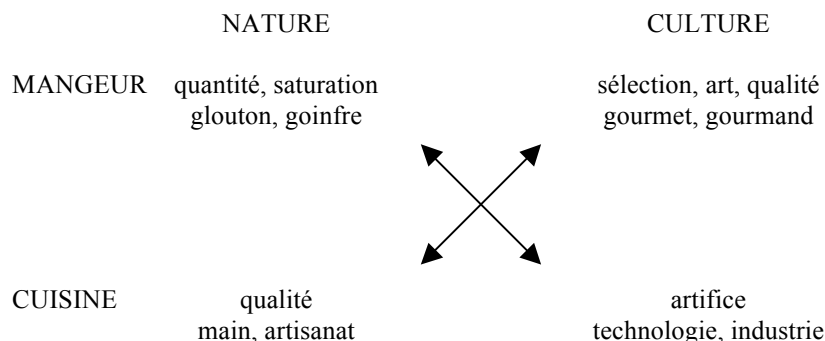 NATURE CULTURE
MANGEUR quantité, saturation sélection, art, qualité
glouton, goinfre gourmet, gourmand
CUISINE qualité artifice
main, artisanat technologie, industrie